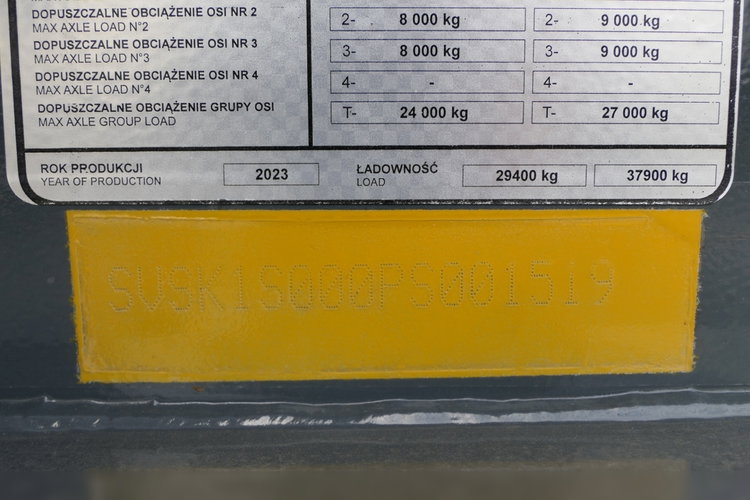 DOPUSZCZALNE OBCIĄŻENIE OSI NR 2 2- 8 000 kg 2- 9 000 kg
MAX AXLE LOAD N°2
DOPUSZCZALNE OBCIĄŻENIE OSI NR 3 3- 8 000 kg 3- 9 000 kg
MAX AXLE LOAD N°3
DOPUSZCZALNE OBCIĄŻENIE OSI NR 4 4- - 4- -
MAX AXLE LOAD N°4
DOPUSZCZALNE OBCIĄŻENIE GRUPY OSI T- 24 000 kg T- 27 000 kg
MAX AXLE GROUP LOAD
ROK PRODUKCJI 2023 ŁADOWNOŚĆ 29400 kg 37900 kg
YEAR OF PRODUCTION LOAD
SVSK1S000PS001519